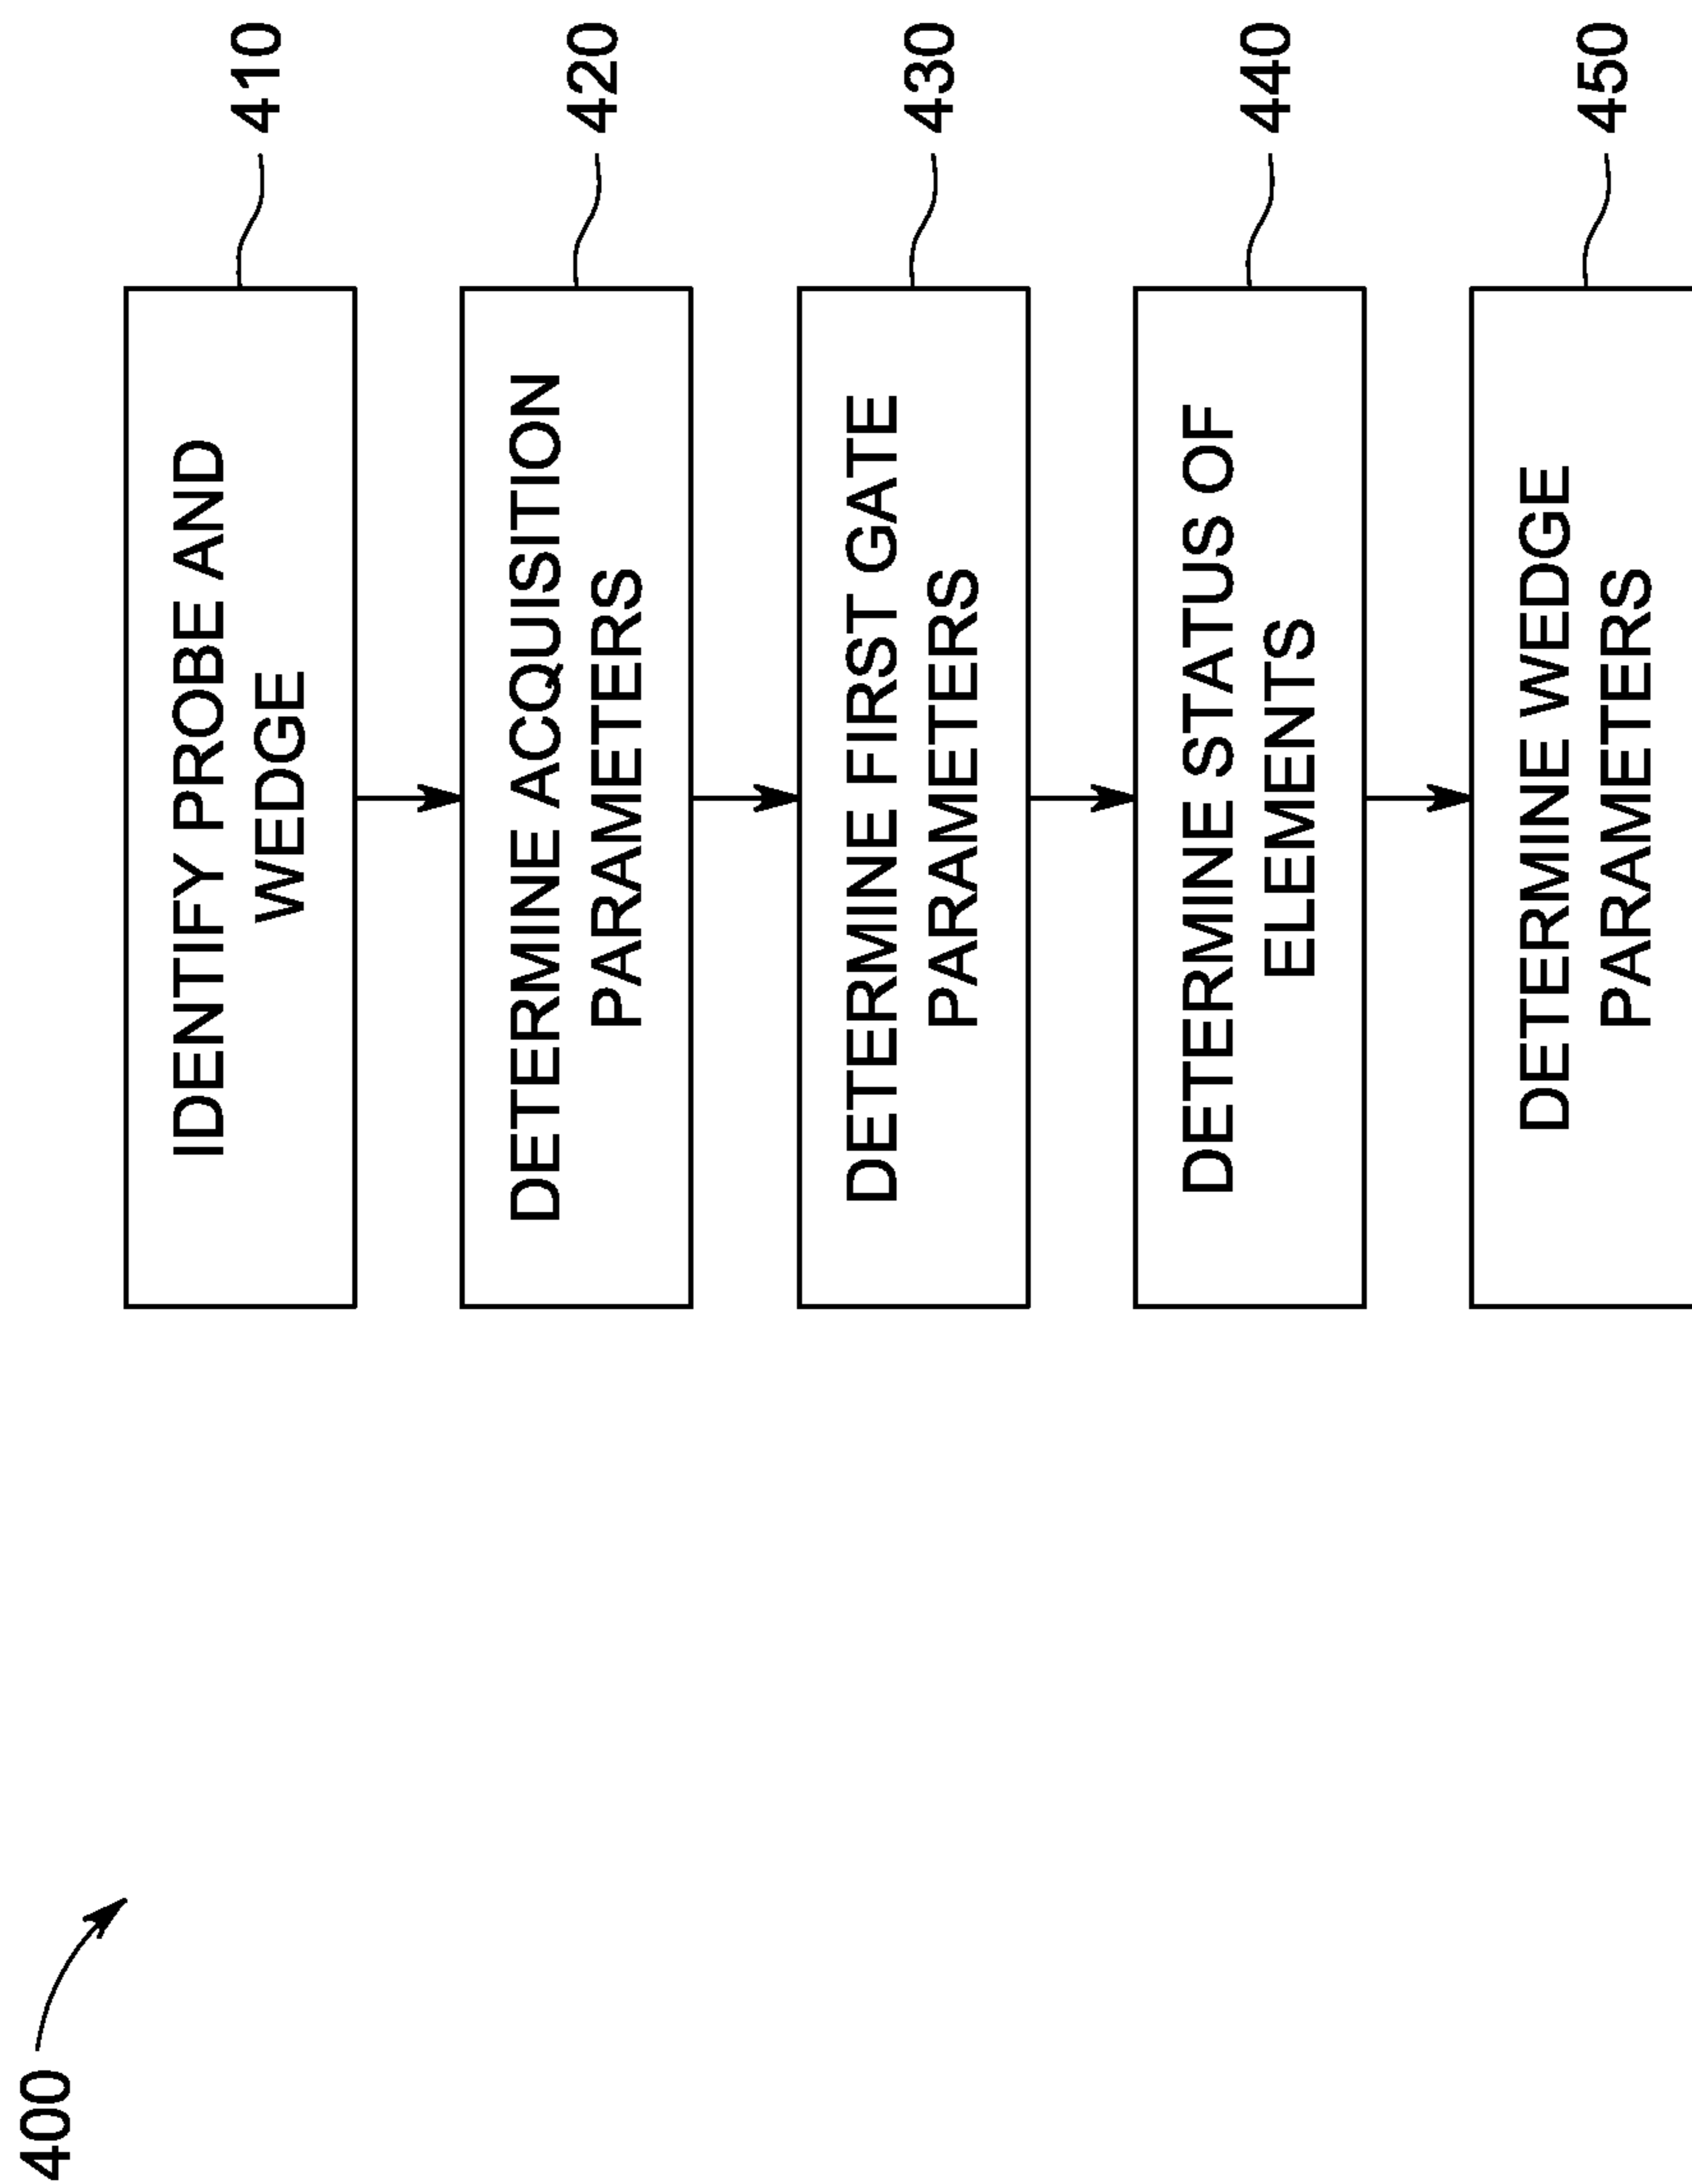 400
IDENTIFY PROBE AND
WEDGE
410
DETERMINE ACQUISITION
PARAMETERS
420
DETERMINE FIRST GATE
PARAMETERS
430
DETERMINE STATUS OF
ELEMENTS
440
DETERMINE WEDGE
PARAMETERS
450